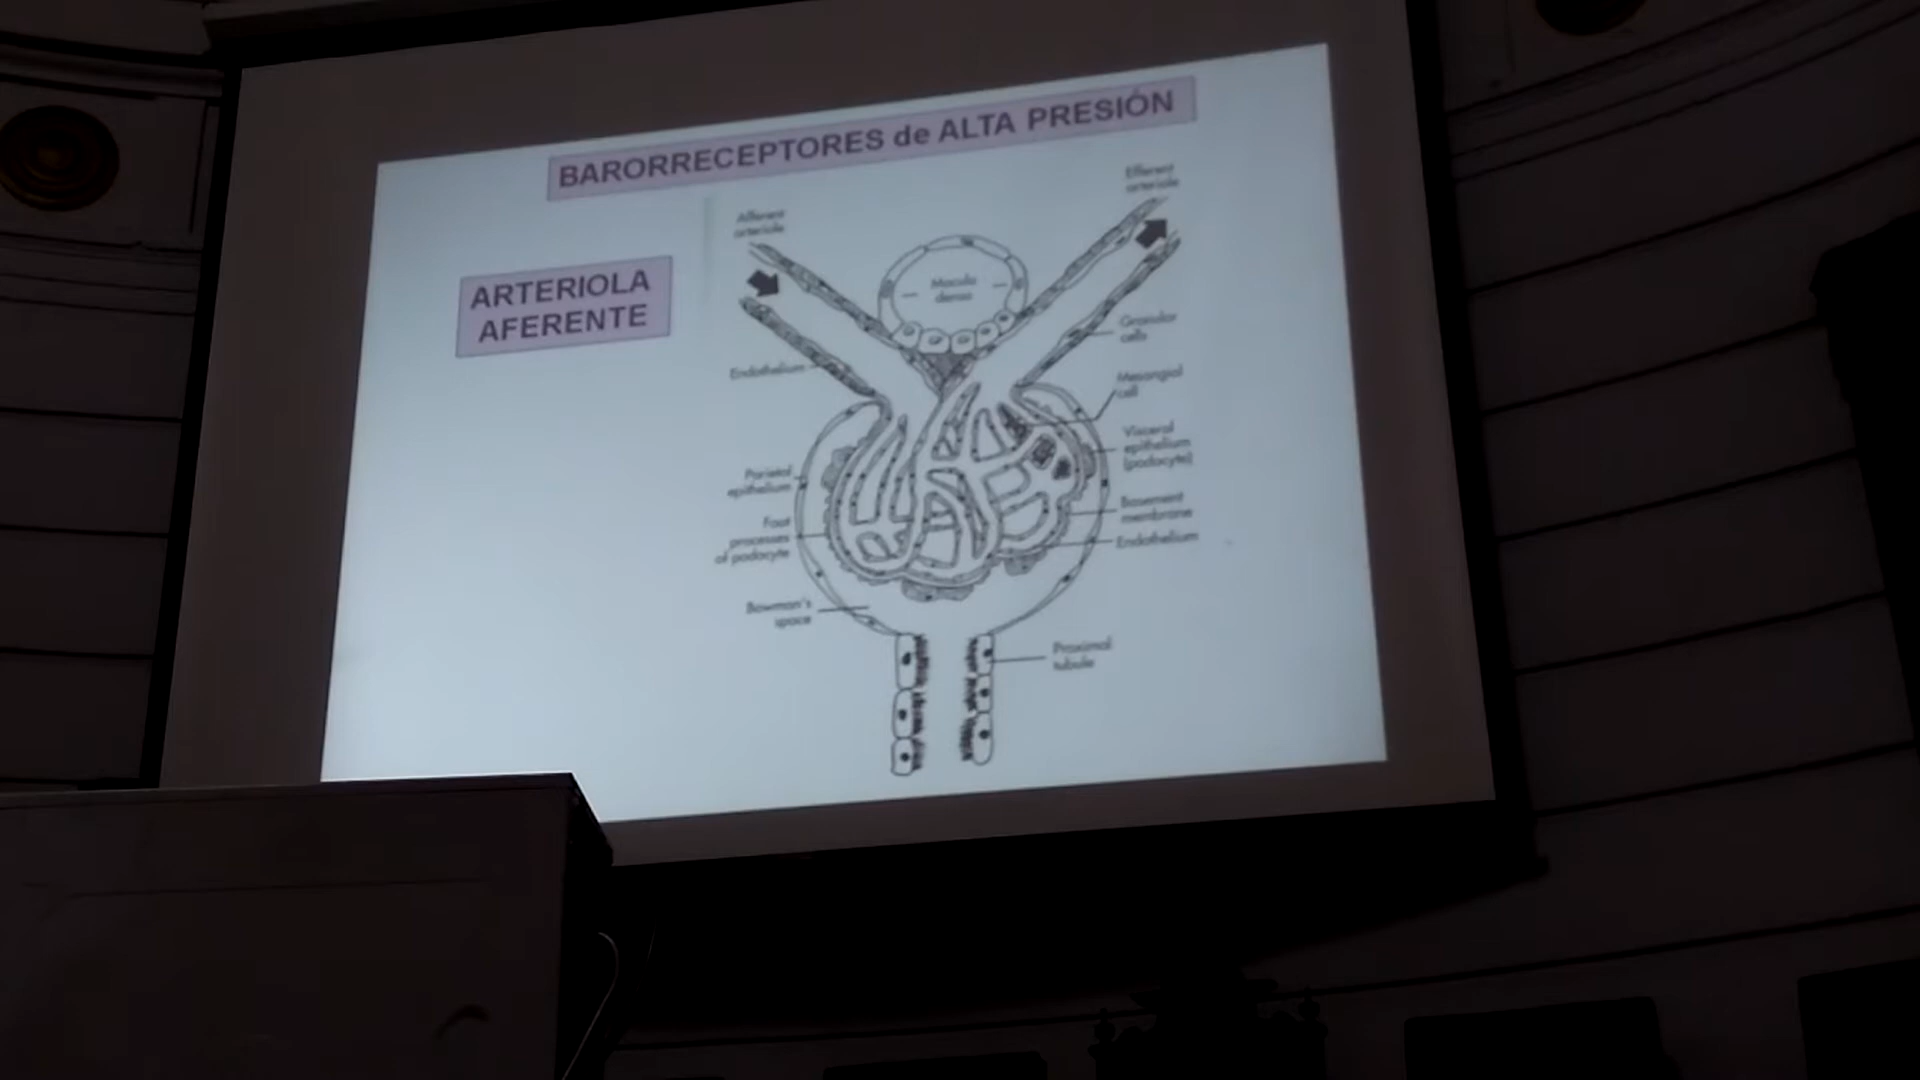 BARORRECEPTORES de ALTA PRESIÓN
Efferent
arteriole
Afferent
arteriole
ARTERIOLA
AFERENTE
Macula
densa
Granular
cells
Endothelium
Mesangial
cell
Visceral
epithelium
(podocyte)
Parietal
epithelium
Basement
membrane
Foot
processes
of podocyte
Endothelium
Bowman's
space
Proximal
tubule